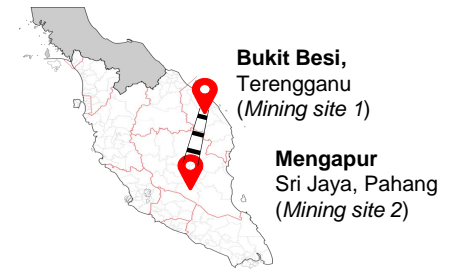 Bukit Besi,
Terengganu
(Mining site 1)
Mengapur
Sri Jaya, Pahang
(Mining site 2)